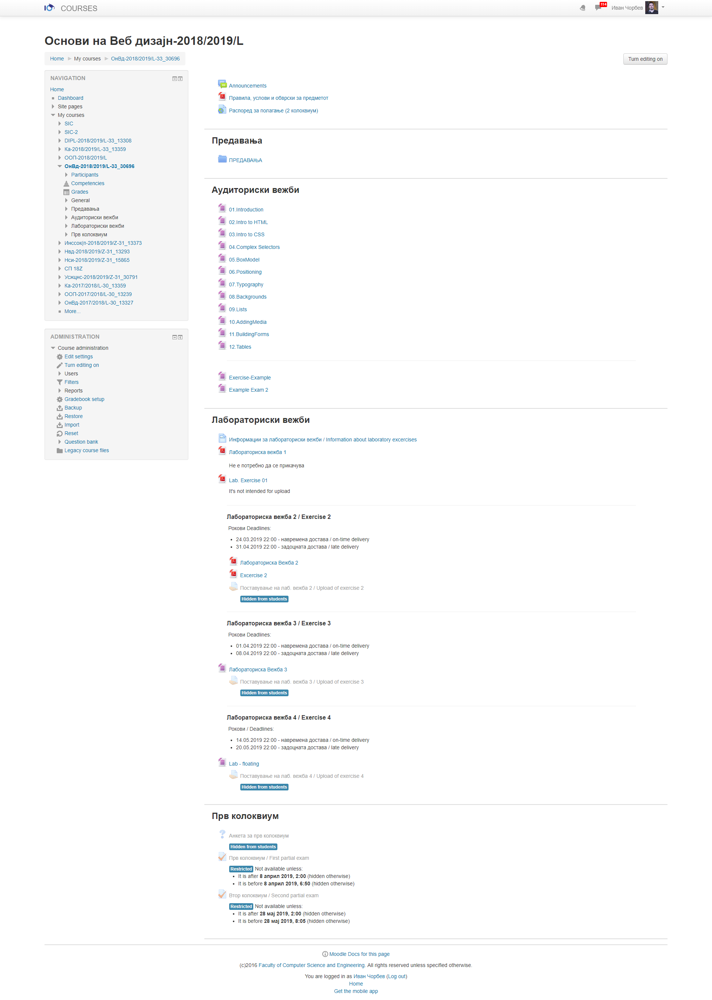 COURSES
114
Иван Чорбев
Основи на Веб дизајн-2018/2019/L
Home ► My courses ► ОнВд-2018/2019/L-33_30696
Turn editing on
NAVIGATION
Home
Dashboard
Site pages
My courses
SIC
SIC-2
DIPL-2018/2019/L-33_13308
Ка-2018/2019/L-33_13359
ООП-2018/2019/L
ОнВд-2018/2019/L-33_30696
Participants
Competencies
Grades
General
Предавања
Аудиториски вежби
Лабораториски вежби
Прв колоквиум
Инссок(п-2018/2019/Z-31_13373
Нвд-2018/2019/Z-31_13293
Нси-2018/2019/Z-31_15865
СП 18Z
Усжцнс-2018/2019/Z-31_30791
Ка-2017/2018/L-30_13359
ООП-2017/2018/L-30_13239
ОнВд-2017/2018/L-30_13327
More...
ADMINISTRATION
Course administration
Edit settings
Turn editing on
Users
Filters
Reports
Gradebook setup
Backup
Restore
Import
Reset
Question bank
Legacy course files
Announcements
Правила, услови и обврски за предметот
Распоред за полагање (2 колоквиум)
Предавања
ПРЕДАВАЊА
Аудиториски вежби
01.Introduction
02.Intro to HTML
03.Intro to CSS
04.Complex Selectors
05.BoxModel
06.Positioning
07.Typography
08.Backgrounds
09.Lists
10.AddingMedia
11.BuildingForms
12.Tables
Exercise-Example
Example Exam 2
Лабораториски вежби
Информации за лабораториски вежби / Information about laboratory excercises
Лабораториска вежба 1
Не е потребно да се прикачува
Lab. Exercise 01
It's not intended for upload
Лабораториска вежба 2 / Exercise 2
Рокови Deadlines:
24.03.2019 22:00 - навремена достава / on-time delivery
31.04.2019 22:00 - задоцната достава / late delivery
Лабораториска Вежба 2
Excercise 2
Поставување на лаб. вежба 2 / Upload of exercise 2
Hidden from students
Лабораториска вежба 3 / Exercise 3
Рокови Deadlines:
01.04.2019 22:00 - навремена достава / on-time delivery
08.04.2019 22:00 - задоцната достава / late delivery
Лабораториска Вежба 3
Поставување на лаб. вежба 3 / Upload of exercise 3
Hidden from students
Лабораториска вежба 4 / Exercise 4
Рокови / Deadlines:
14.05.2019 22:00 - навремена достава / on-time delivery
20.05.2019 22:00 - задоцната достава / late delivery
Lab - floating
Поставување на лаб. вежба 4 / Upload of exercise 4
Hidden from students
Прв колоквиум
Анкета за прв колоквиум
Hidden from students
Прв колоквиум / First partial exam
Restricted Not available unless:
It is after 8 април 2019, 2:00 (hidden otherwise)
It is before 8 април 2019, 6:50 (hidden otherwise)
Втор колоквиум / Second partial exam
Restricted Not available unless:
It is after 28 мај 2019, 2:00 (hidden otherwise)
It is before 28 мај 2019, 8:05 (hidden otherwise)
Moodle Docs for this page
(c)2016 Faculty of Computer Science and Engineering. All rights reserved unless specified otherwise.
You are logged in as Иван Чорбев (Log out)
Home
Get the mobile app